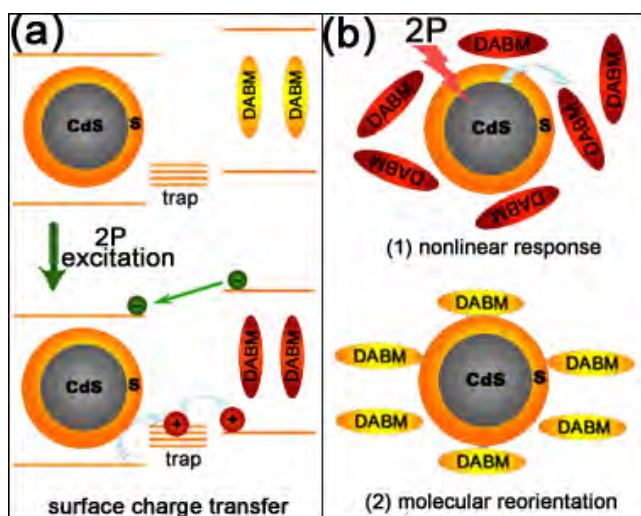 (a)
DABM
DABM
CdS
S
trap
2P
excitation
−
−
DABM
DABM
CdS
S
+
+
trap
surface charge transfer
(b)
2P
DABM
DABM
DABM
DABM
CdS
S
DABM
DABM
(1) nonlinear response
DABM
DABM
DABM
CdS
S
DABM
DABM
DABM
(2) molecular reorientation